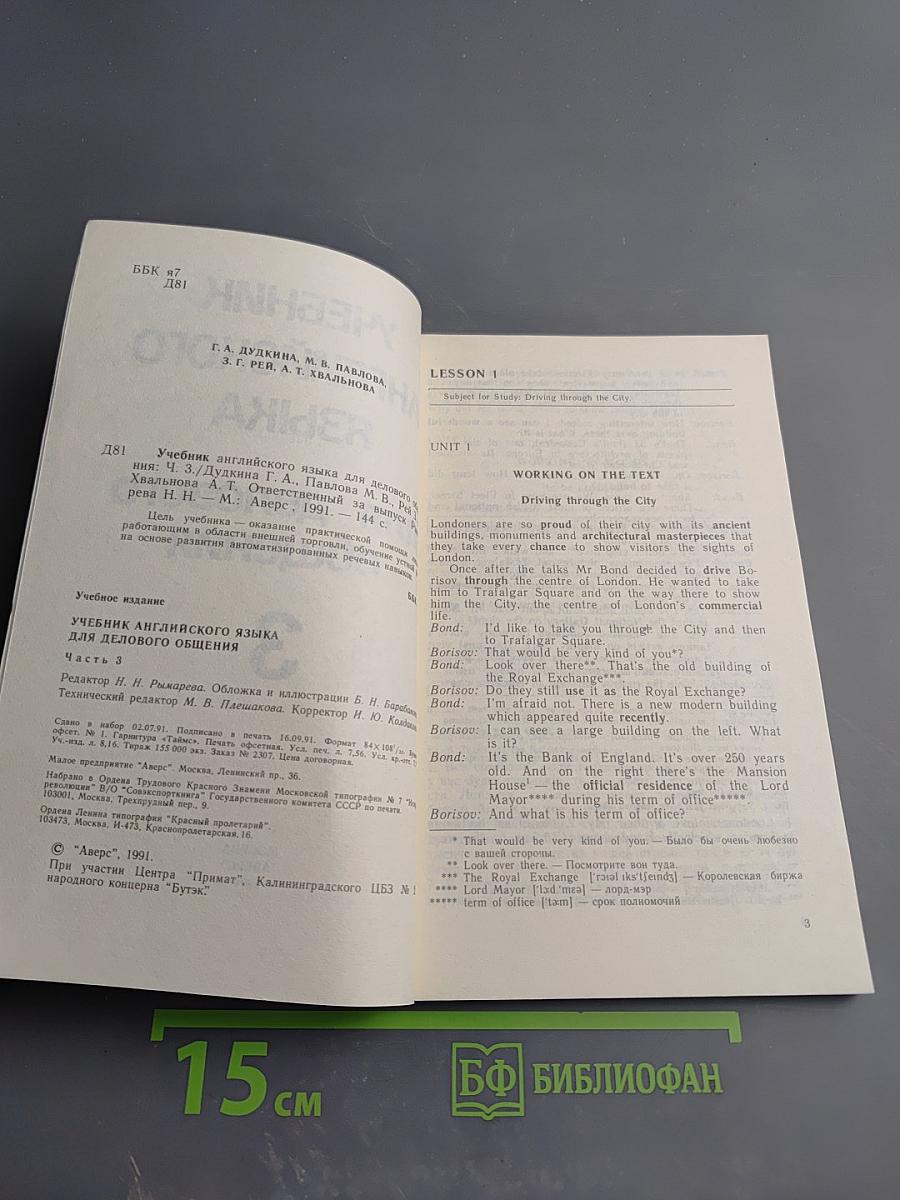 ББК я7
Д81
Г. А. ДУДКИНА, М. В. ПАВЛОВА,
З. Г. РЕЙ, А. Т. ХВАЛЬНОВА
Д81 Учебник английского языка для делового
ния: Ч. 3./Дудкина Г. А., Павлова М. В., Рей
Хвальнова А. Т. Ответственный за выпуск
рева Н. Н. — М.: Аверс, 1991. — 144 с.
Цель учебника — оказание практической помощи
работающим в области внешней торговли, обучение устной
на основе развития автоматизированных речевых навыков.
ББК
Учебное издание
УЧЕБНИК АНГЛИЙСКОГО ЯЗЫКА
ДЛЯ ДЕЛОВОГО ОБЩЕНИЯ
Часть 3
Редактор Н. Н. Рымарева. Обложка и иллюстрации Б. Н.
Технический редактор М. В. Плешакова. Корректор Н. Ю.
Сдано в набор 02.07.91. Подписано в печать 16.09.91. Формат
офсет. № 1. Гарнитура «Таймс». Печать офсетная. Усл. печ. л. 7,56. Усл. кр.-отт.
Уч.-изд. л. 8,16. Тираж 155 000 экз. Заказ № 2307. Цена договорная.
Малое предприятие "Аверс". Москва, Ленинский пр., 36.
Набрано в Ордена Трудового Красного Знамени Московской типографии № 7
революции" В/О "Совэкспорткнига" Государственного комитета СССР по печати.
103001, Москва, Трехпрудный пер., 9.
Ордена Ленина типография "Красный пролетарий".
103473, Москва, И-473, Краснопролетарская, 16.
© "Аверс", 1991.
При участии Центра "Примат", Калининградского ЦБЗ №
народного концерна "Бутэк."
LESSON 1
Subject for Study: Driving through the City.
UNIT 1
WORKING ON THE TEXT
Driving through the City
Londoners are so proud of their city with its ancient
buildings, monuments and architectural masterpieces that
they take every chance to show visitors the sights of
London.
Once after the talks Mr Bond decided to drive Bo-
risov through the centre of London. He wanted to take
him to Trafalgar Square and on the way there to show
him the City, the centre of London's commercial
life.
Bond: I'd like to take you through the City and then
to Trafalgar Square.
Borisov: That would be very kind of you*?
Bond: Look over there**. That's the old building of
the Royal Exchange***
Borisov: Do they still use it as the Royal Exchange?
Bond: I'm afraid not. There is a new modern building
which appeared quite recently.
Borisov: I can see a large building on the left. What
is it?
Bond: It's the Bank of England. It's over 250 years
old. And on the right there's the Mansion
House' — the official residence of the Lord
Mayor**** during his term of office*****.
Borisov: And what is his term of office?
* That would be very kind of you. — Было бы очень любезно
с вашей стороны.
** Look over there. — Посмотрите вон туда.
*** The Royal Exchange ['rɔıəl ıks'tʃeındʒ] — Королевская биржа
**** Lord Mayor ['lɔ:d 'mɛə] — лорд-мэр
***** term of office ['tə:m] — срок полномочий
3
15 см
БФ БИБЛИОФАН